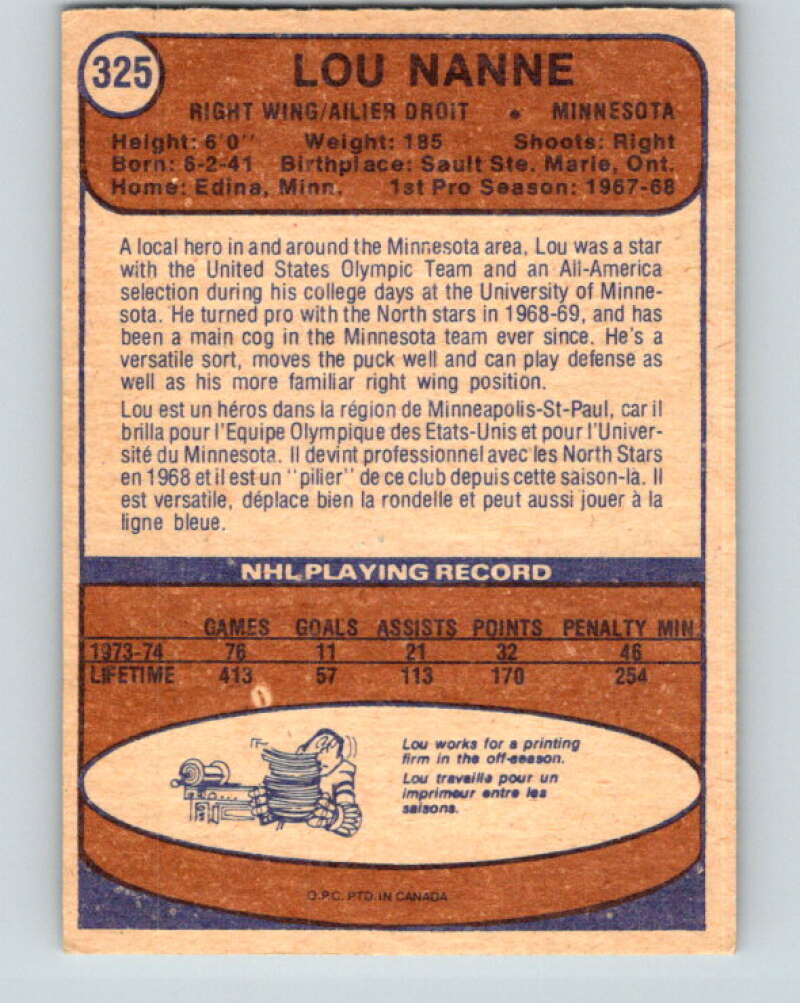 325
LOU NANNE
RIGHT WING/AILIER DROIT • MINNESOTA
Height: 6'0" Weight: 185 Shoots: Right
Born: 6-2-41 Birthplace: Sault Ste. Marie, Ont.
Home: Edina, Minn. 1st Pro Season: 1967-68
A local hero in and around the Minnesota area, Lou was a star
with the United States Olympic Team and an All-America
selection during his college days at the University of Minne-
sota. He turned pro with the North stars in 1968-69, and has
been a main cog in the Minnesota team ever since. He's a
versatile sort, moves the puck well and can play defense as
well as his more familiar right wing position.
Lou est un héros dans la région de Minneapolis-St-Paul, car il
brilla pour l'Equipe Olympique des Etats-Unis et pour l'Univer-
sité du Minnesota. Il devint professionnel avec les North Stars
en 1968 et il est un "pilier" de ce club depuis cette saison-là. Il
est versatile, déplace bien la rondelle et peut aussi jouer à la
ligne bleue.
NHL PLAYING RECORD
GAMES GOALS ASSISTS POINTS PENALTY MIN.
1973-74 76 11 21 32 46
LIFETIME 413 57 113 170 254
Lou works for a printing
firm in the off-season.
Lou travaille pour un
imprimeur entre les
saisons.
O.P.C. PTD. IN CANADA